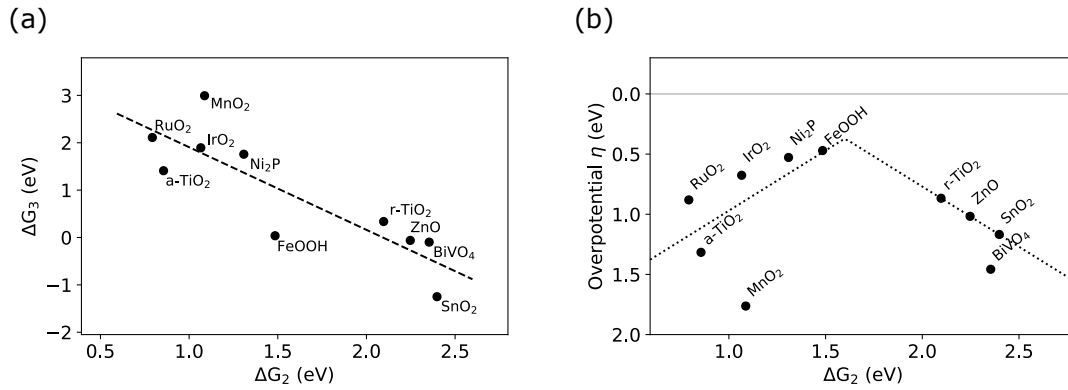 (a)
3
2
1
0
−1
−2
0.5 1.0 1.5 2.0 2.5
ΔG₃ (eV)
ΔG₂ (eV)
MnO₂
RuO₂
IrO₂
Ni₂P
a-TiO₂
r-TiO₂
ZnO
FeOOH
BiVO₄
SnO₂
(b)
0.0
0.5
1.0
1.5
2.0
1.0 1.5 2.0 2.5
Overpotential η (eV)
ΔG₂ (eV)
RuO₂
IrO₂
Ni₂P
FeOOH
a-TiO₂
MnO₂
r-TiO₂
ZnO
SnO₂
BiVO₄